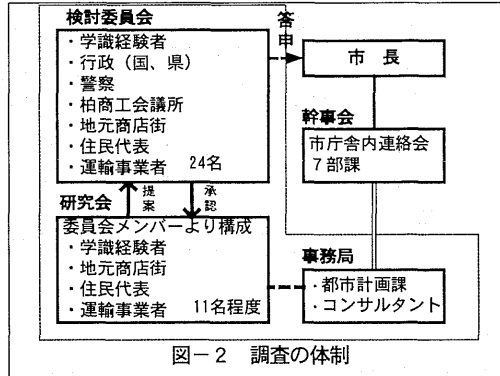 検討委員会
・学識経験者
・行政（国、県）
・警察
・柏商工会議所
・地元商店街
・住民代表
・運輸事業者 24名
答申
市 長
幹事会
市庁舎内連絡会
7部課
提案
承認
研究会
委員会メンバーより構成
・学識経験者
・地元商店街
・住民代表
・運輸事業者 11名程度
事務局
・都市計画課
・コンサルタント
図－2 調査の体制